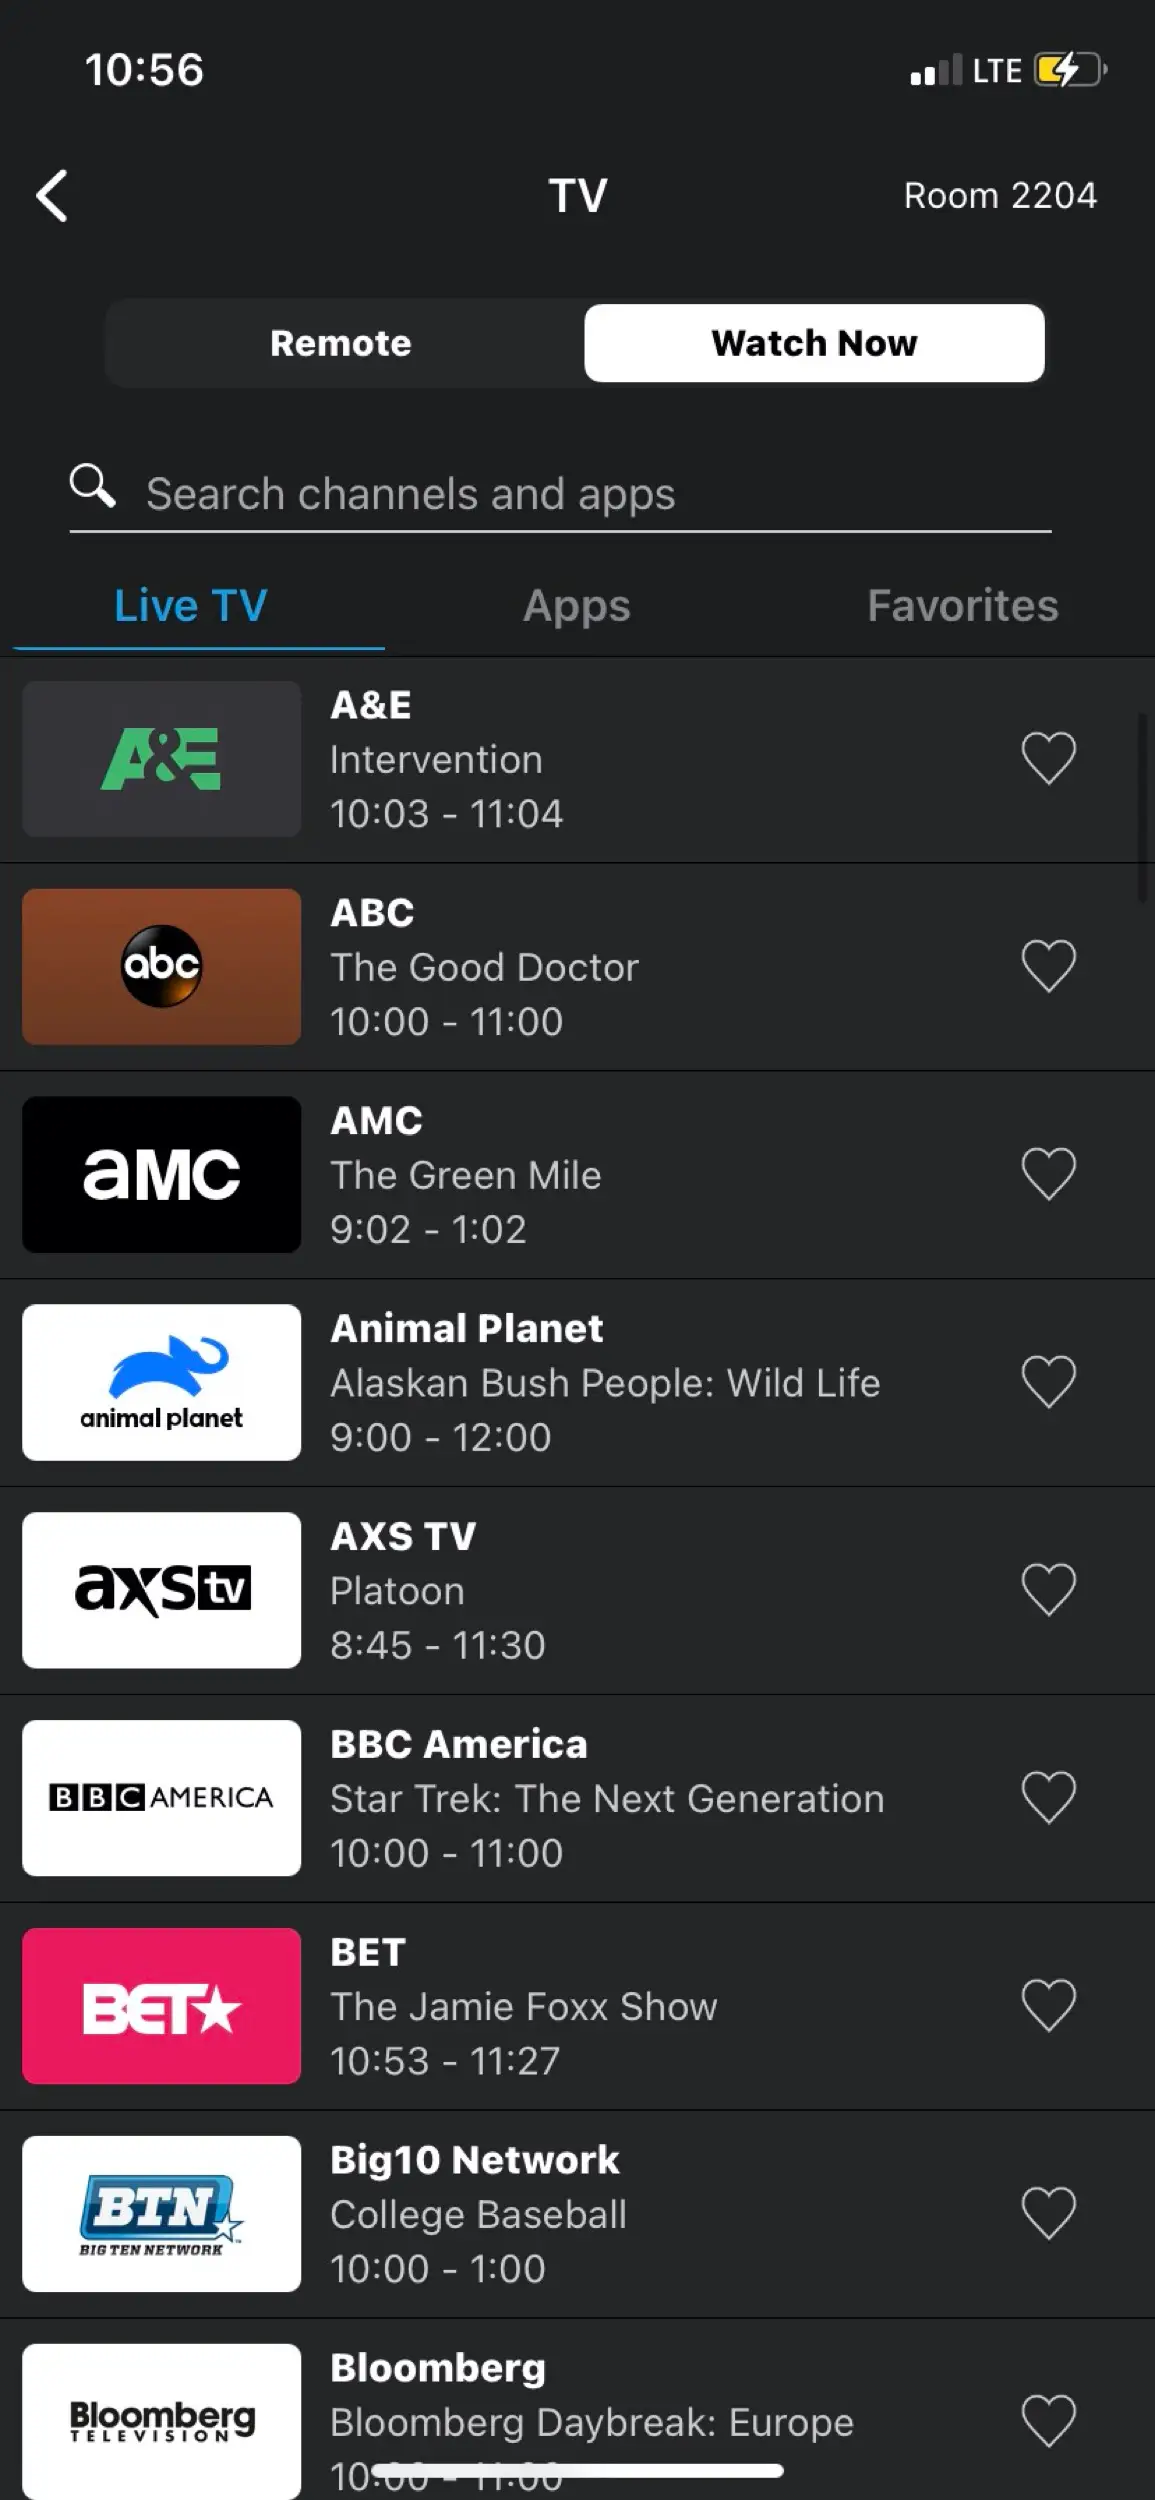 10:56
LTE
TV
Room 2204
Remote
Watch Now
Search channels and apps
Live TV
Apps
Favorites
A&E
A&E
Intervention
10:03 - 11:04
abc
ABC
The Good Doctor
10:00 - 11:00
aMC
AMC
The Green Mile
9:02 - 1:02
animal planet
Animal Planet
Alaskan Bush People: Wild Life
9:00 - 12:00
axs tv
AXS TV
Platoon
8:45 - 11:30
BBC AMERICA
BBC America
Star Trek: The Next Generation
10:00 - 11:00
BET
BET
The Jamie Foxx Show
10:53 - 11:27
BTN
BIG TEN NETWORK
Big10 Network
College Baseball
10:00 - 1:00
Bloomberg
TELEVISION
Bloomberg
Bloomberg Daybreak: Europe
10:00 - 11:00